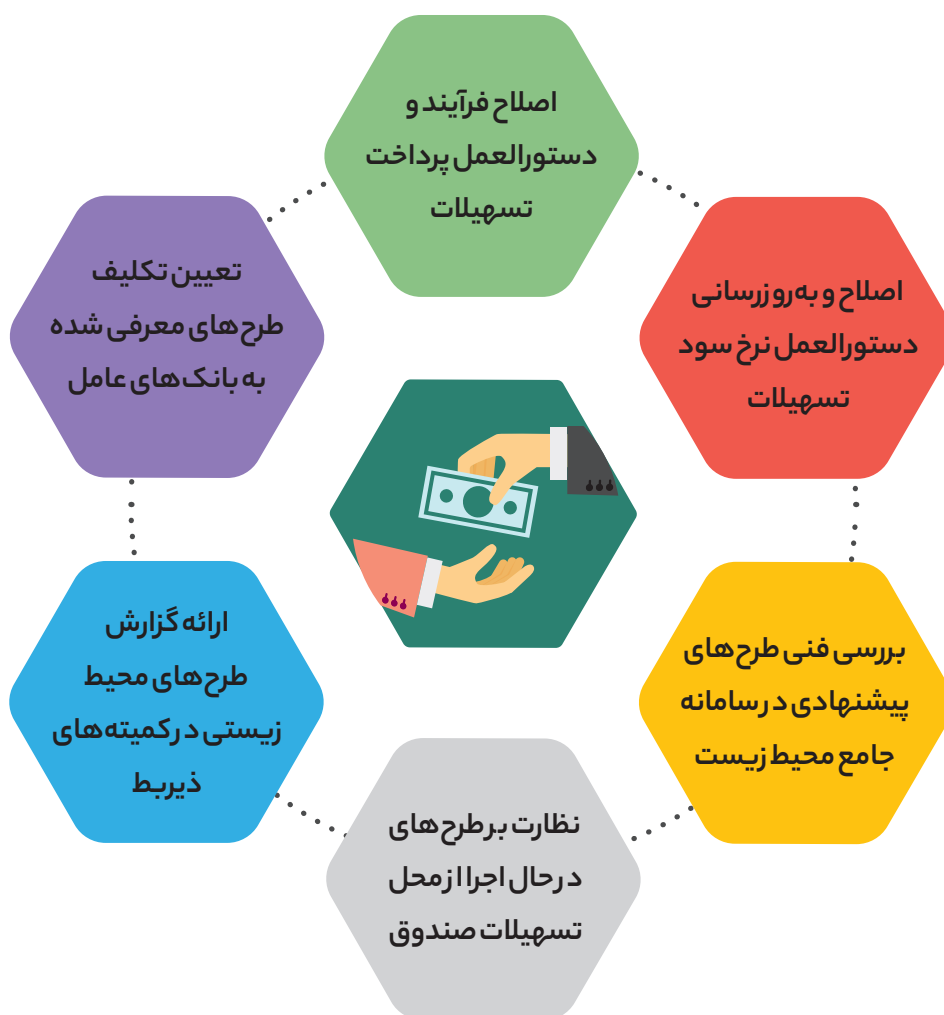 اصلاح فرآیند و
دستورالعمل پرداخت
تسهیلات
اصلاح و به‌روزرسانی
دستورالعمل نرخ سود
تسهیلات
بررسی فنی طرح‌های
پیشنهادی در سامانه
جامع محیط زیست
نظارت بر طرح‌های
در حال اجرا از محل
تسهیلات صندوق
ارائه گزارش
طرح‌های محیط
زیستی در کمیته‌های
ذیربط
تعیین تکلیف
طرح‌های معرفی شده
به بانک‌های عامل